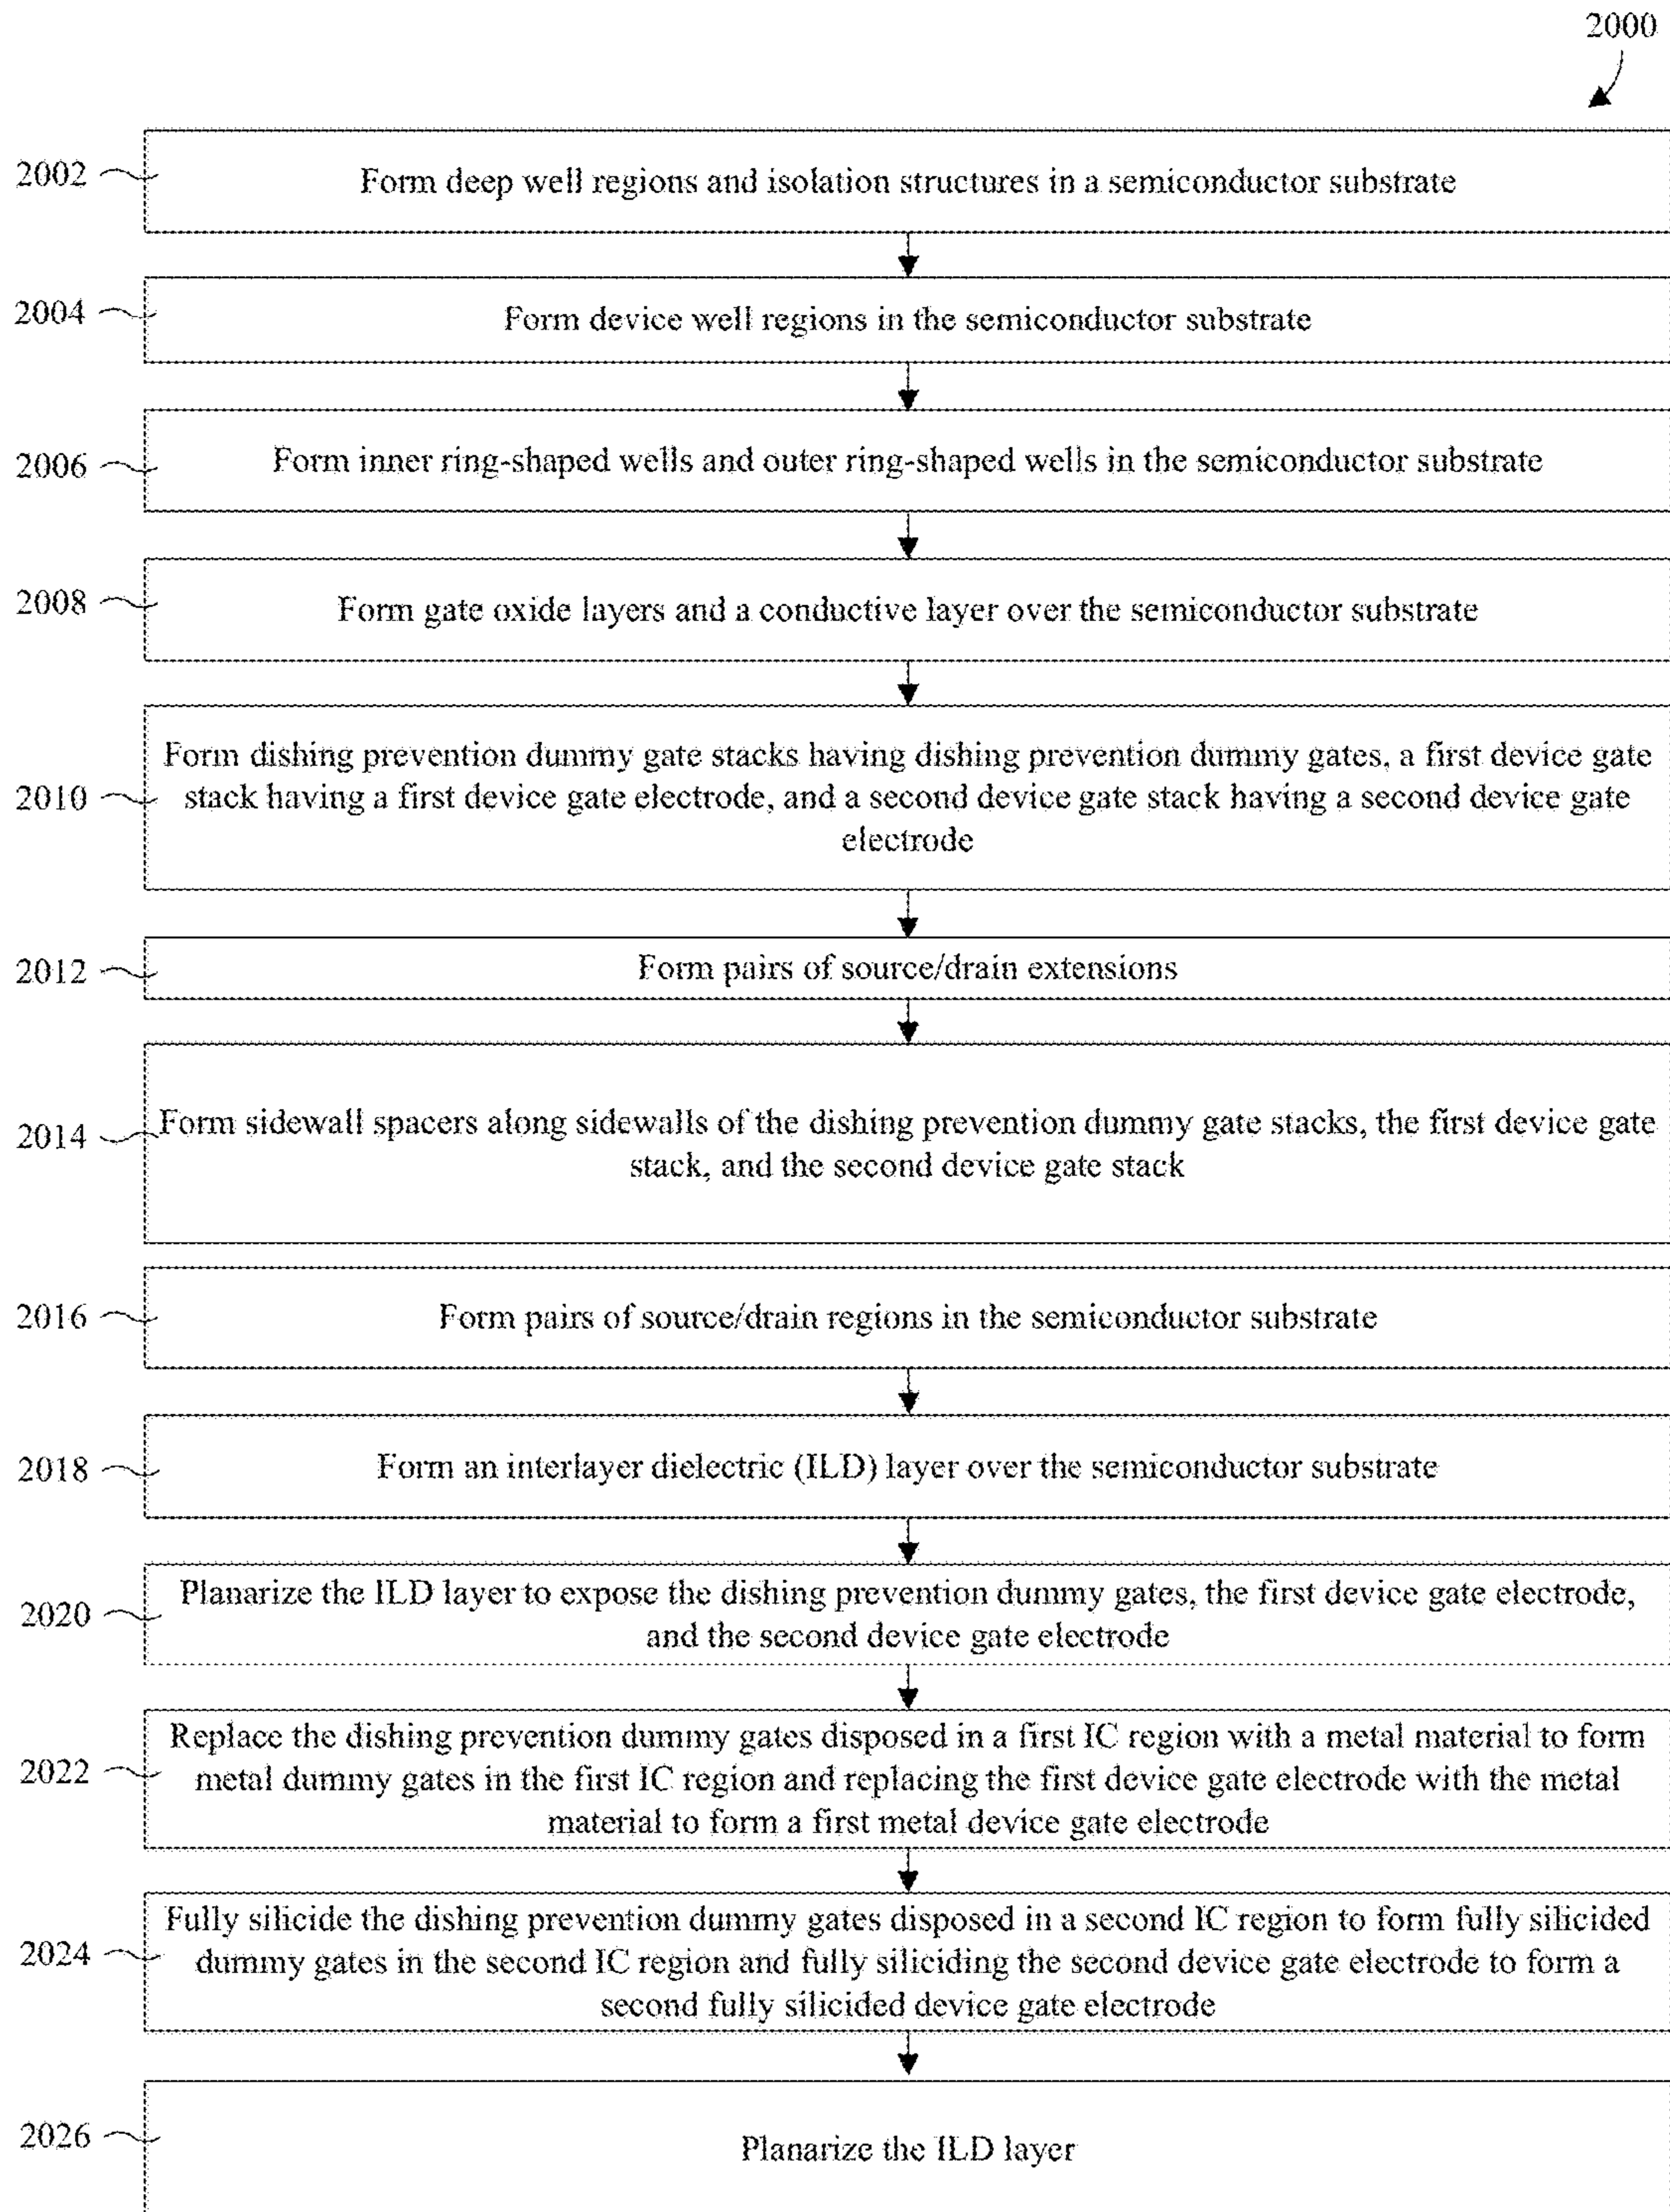 2000
2002
Form deep well regions and isolation structures in a semiconductor substrate
2004
Form device well regions in the semiconductor substrate
2006
Form inner ring-shaped wells and outer ring-shaped wells in the semiconductor substrate
2008
Form gate oxide layers and a conductive layer over the semiconductor substrate
2010
Form dishing prevention dummy gate stacks having dishing prevention dummy gates, a first device gate
stack having a first device gate electrode, and a second device gate stack having a second device gate
electrode
2012
Form pairs of source/drain extensions
2014
Form sidewall spacers along sidewalls of the dishing prevention dummy gate stacks, the first device gate
stack, and the second device gate stack
2016
Form pairs of source/drain regions in the semiconductor substrate
2018
Form an interlayer dielectric (ILD) layer over the semiconductor substrate
2020
Planarize the ILD layer to expose the dishing prevention dummy gates, the first device gate electrode,
and the second device gate electrode
2022
Replace the dishing prevention dummy gates disposed in a first IC region with a metal material to form
metal dummy gates in the first IC region and replacing the first device gate electrode with the metal
material to form a first metal device gate electrode
2024
Fully silicide the dishing prevention dummy gates disposed in a second IC region to form fully silicided
dummy gates in the second IC region and fully siliciding the second device gate electrode to form a
second fully silicided device gate electrode
2026
Planarize the ILD layer